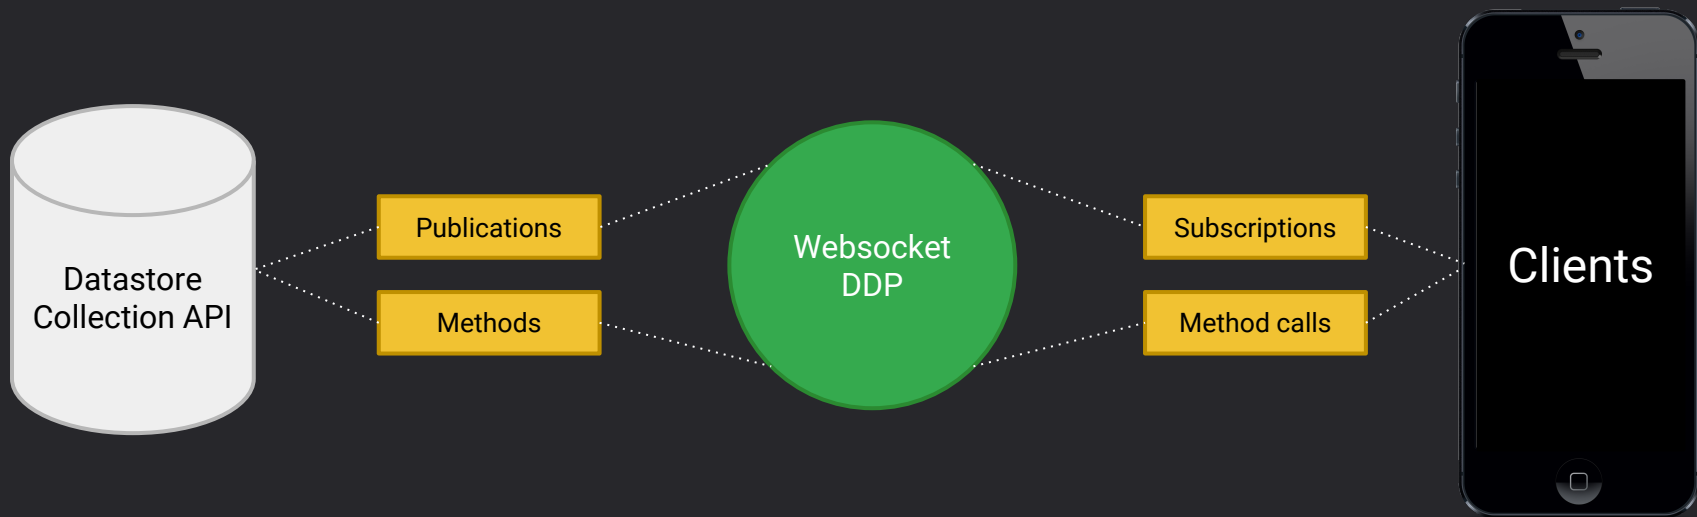 Datastore
Collection API
Publications
Methods
Websocket
DDP
Subscriptions
Method calls
Clients